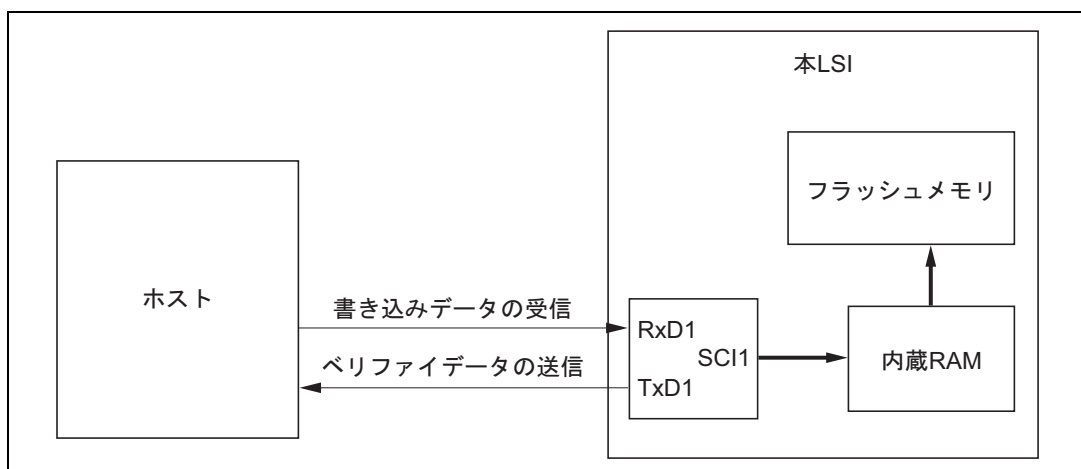 本LSI
フラッシュメモリ
ホスト
書き込みデータの受信
ベリファイデータの送信
RxD1
SCI1
TxD1
内蔵RAM